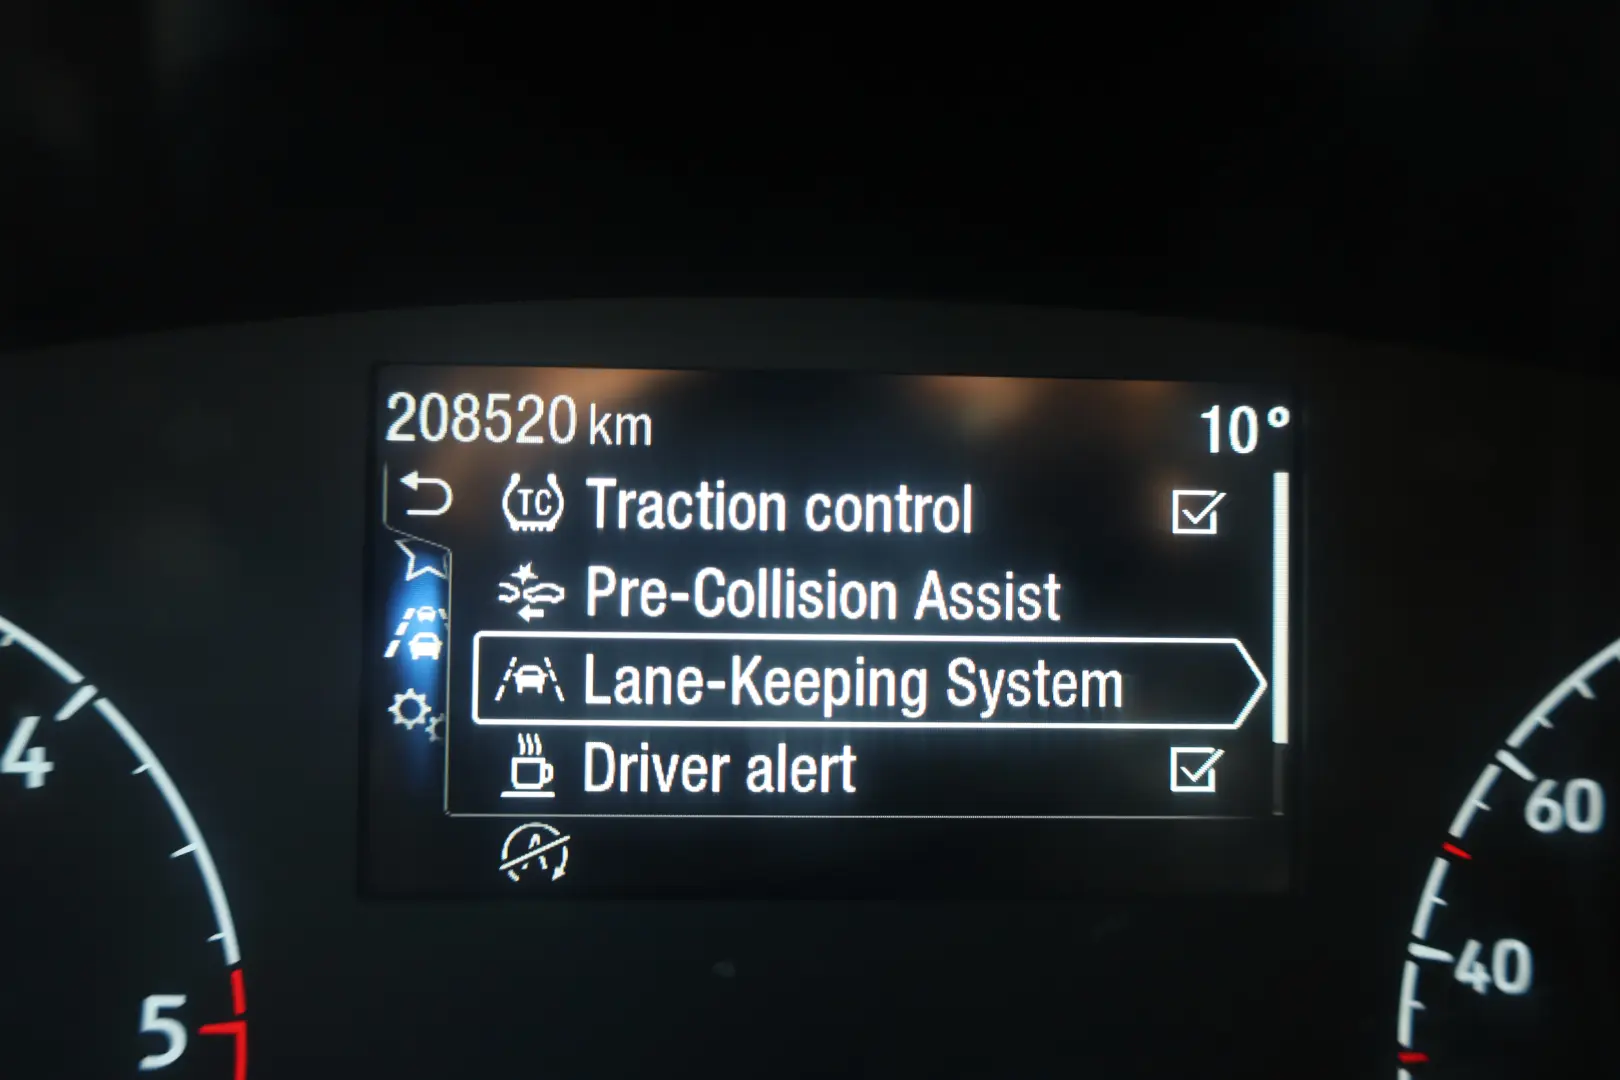 208520 km 10°
TC Traction control
Pre-Collision Assist
Lane-Keeping System
Driver alert
A
4
5
60
40